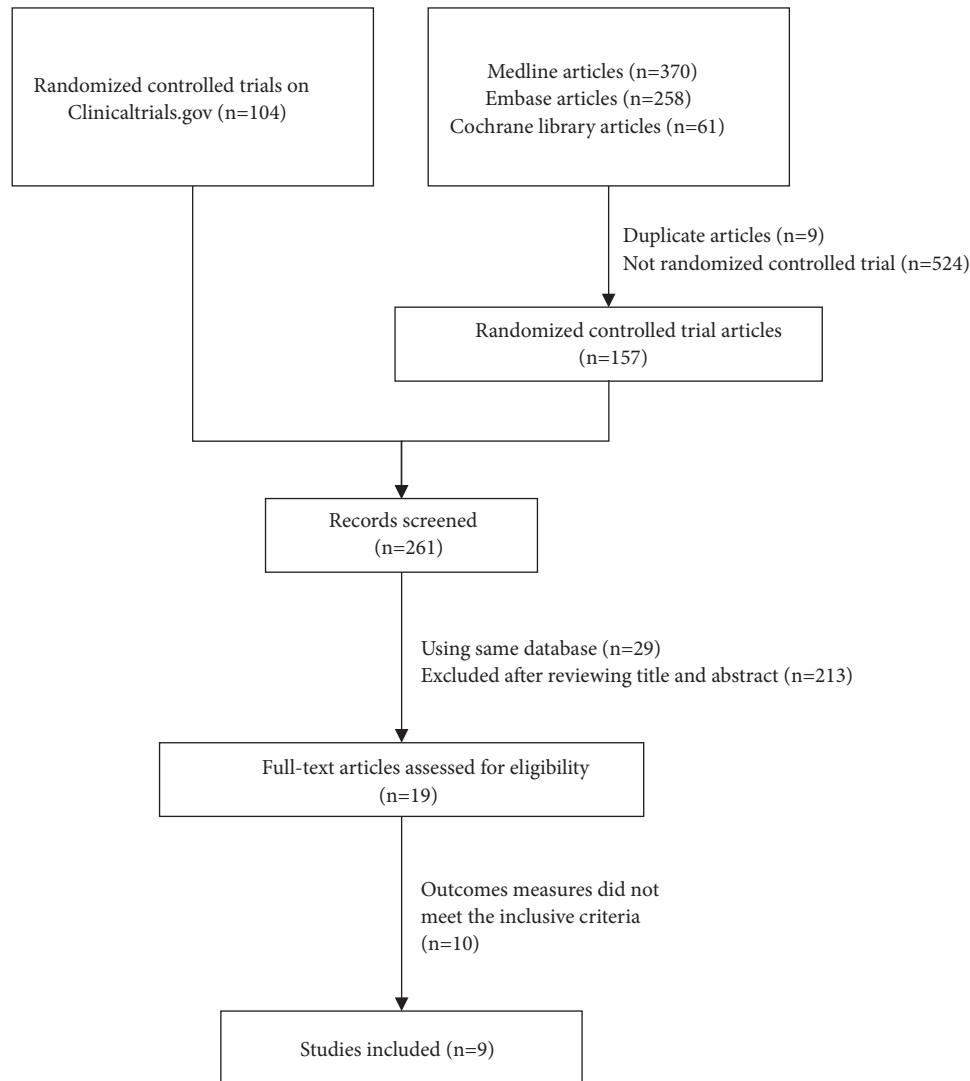 Randomized controlled trials on
Clinicaltrials.gov (n=104)
Medline articles (n=370)
Embase articles (n=258)
Cochrane library articles (n=61)
Duplicate articles (n=9)
Not randomized controlled trial (n=524)
Randomized controlled trial articles
(n=157)
Records screened
(n=261)
Using same database (n=29)
Excluded after reviewing title and abstract (n=213)
Full-text articles assessed for eligibility
(n=19)
Outcomes measures did not
meet the inclusive criteria
(n=10)
Studies included (n=9)